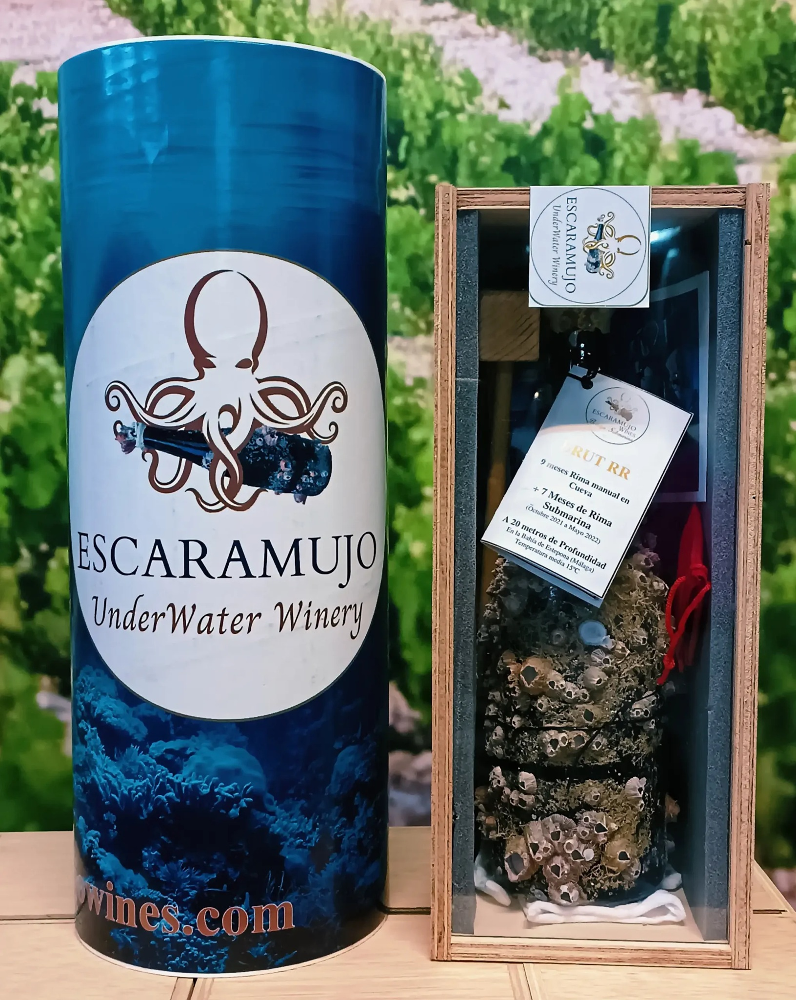 ESCARAMUJO
UnderWater Winery
owines.com
ESCARAMUJO
UnderWater Winery
ESCARAMUJO
WINES
BRUT RR
9 meses Rima manual en
Cueva
+ 7 Meses de Rima
Submarina
(Octubre 2021 a Mayo 2022)
A 20 metros de Profundidad
En la Bahía de Estepona (Málaga)
Temperatura media 15ºC